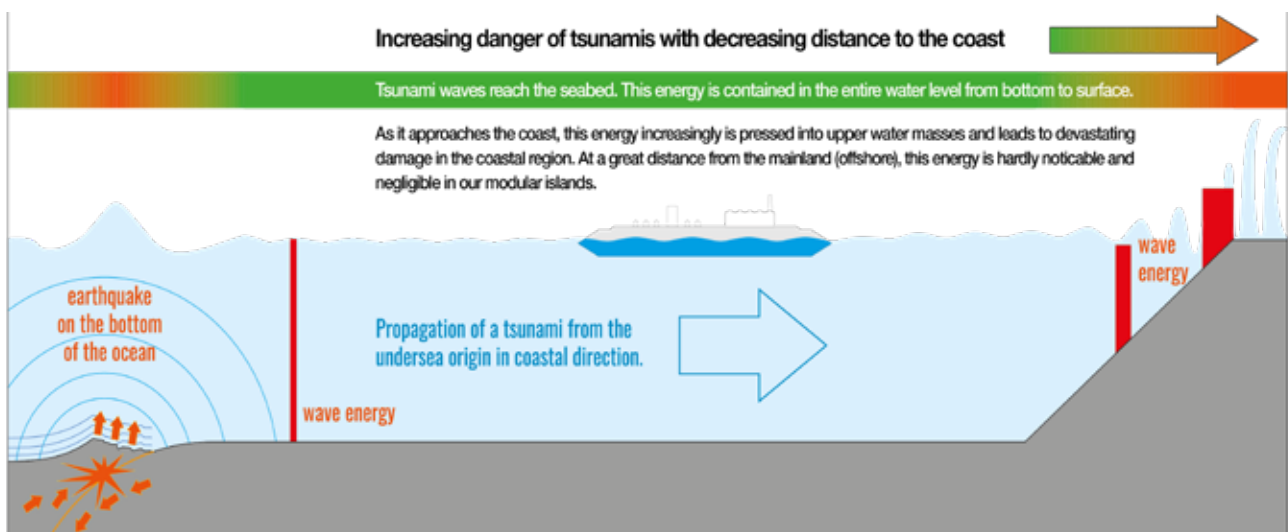 Increasing danger of tsunamis with decreasing distance to the coast
Tsunami waves reach the seabed. This energy is contained in the entire water level from bottom to surface.
As it approaches the coast, this energy increasingly is pressed into upper water masses and leads to devastating
damage in the coastal region. At a great distance from the mainland (offshore), this energy is hardly noticable and
negligible in our modular islands.
earthquake
on the bottom
of the ocean
wave energy
Propagation of a tsunami from the
undersea origin in coastal direction.
wave
energy